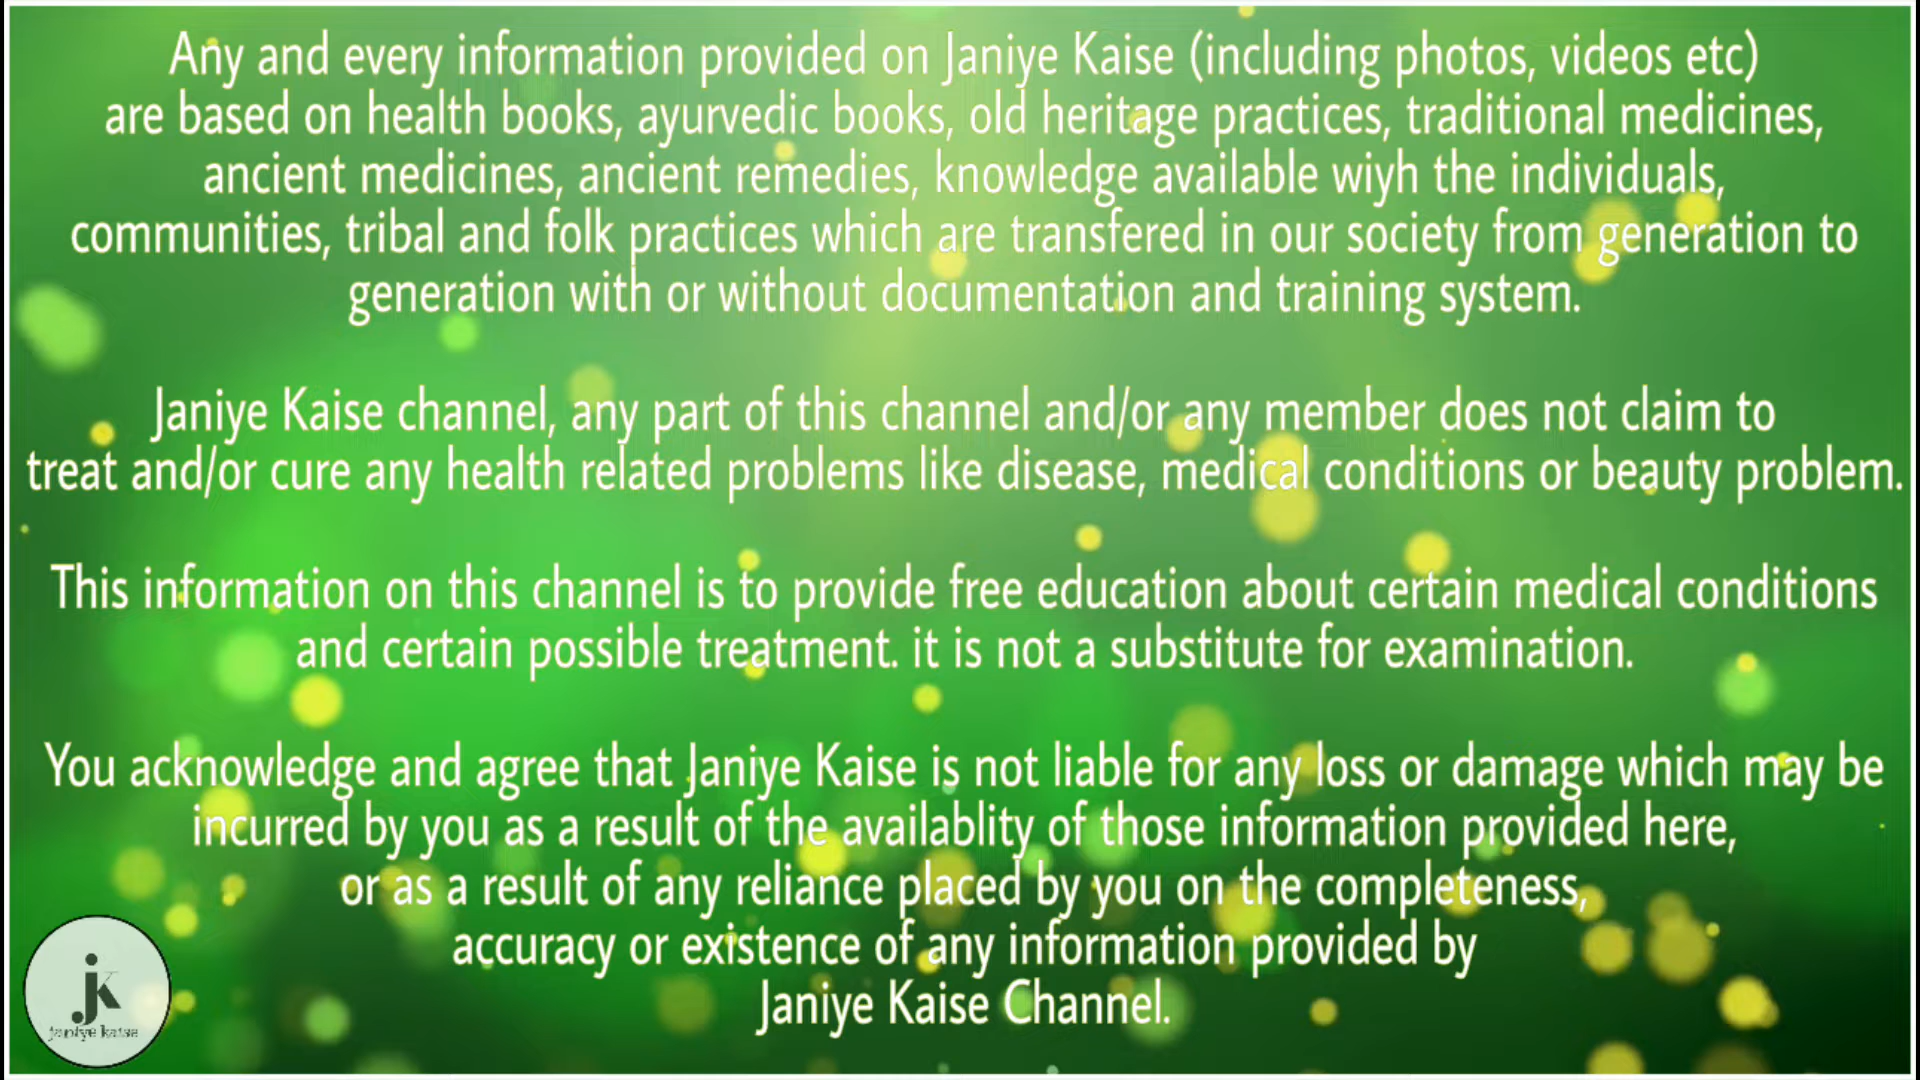 Any and every information provided on Janiye Kaise (including photos, videos etc)
are based on health books, ayurvedic books, old heritage practices, traditional medicines,
ancient medicines, ancient remedies, knowledge available wiyh the individuals,
communities, tribal and folk practices which are transfered in our society from generation to
generation with or without documentation and training system.
Janiye Kaise channel, any part of this channel and/or any member does not claim to
treat and/or cure any health related problems like disease, medical conditions or beauty problem.
This information on this channel is to provide free education about certain medical conditions
and certain possible treatment. it is not a substitute for examination.
You acknowledge and agree that Janiye Kaise is not liable for any loss or damage which may be
incurred by you as a result of the availablity of those information provided here,
or as a result of any reliance placed by you on the completeness,
accuracy or existence of any information provided by
Janiye Kaise Channel.
jk
janiye kaise